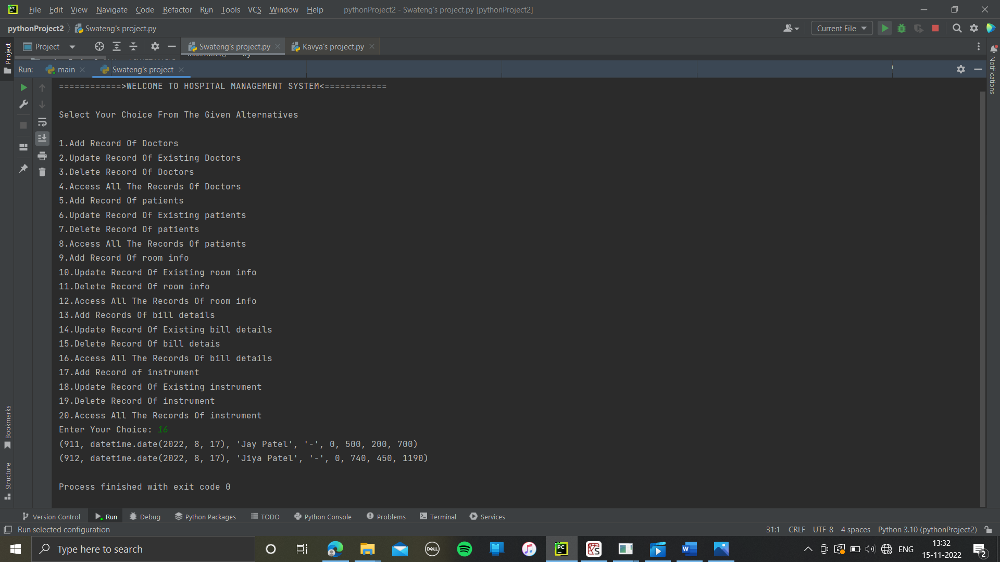 File Edit View Navigate Code Refactor Run Tools VCS Window Help pythonProject2 - Swateng's project.py [pythonProject2]
pythonProject2 Swateng's project.py Current File
Project Swateng's project.py Kavya's project.py
Run: main Swateng's project
============>WELCOME TO HOSPITAL MANAGEMENT SYSTEM<============
Select Your Choice From The Given Alternatives
1.Add Record Of Doctors
2.Update Record Of Existing Doctors
3.Delete Record Of Doctors
4.Access All The Records Of Doctors
5.Add Record Of patients
6.Update Record Of Existing patients
7.Delete Record Of patients
8.Access All The Records Of patients
9.Add Record Of room info
10.Update Record Of Existing room info
11.Delete Record Of room info
12.Access All The Records Of room info
13.Add Records Of bill details
14.Update Record Of Existing bill details
15.Delete Record Of bill detais
16.Access All The Records Of bill details
17.Add Record of instrument
18.Update Record Of Existing instrument
19.Delete Record Of instrument
20.Access All The Records Of instrument
Enter Your Choice: 16
(911, datetime.date(2022, 8, 17), 'Jay Patel', '-', 0, 500, 200, 700)
(912, datetime.date(2022, 8, 17), 'Jiya Patel', '-', 0, 740, 450, 1190)
Process finished with exit code 0
Project
Bookmarks
Structure
Notifications
Version Control Run Debug Python Packages TODO Python Console Problems Terminal Services
Run selected configuration 31:1 CRLF UTF-8 4 spaces Python 3.10 (pythonProject2)
Type here to search DELL ENG 13:32
15-11-2022 2